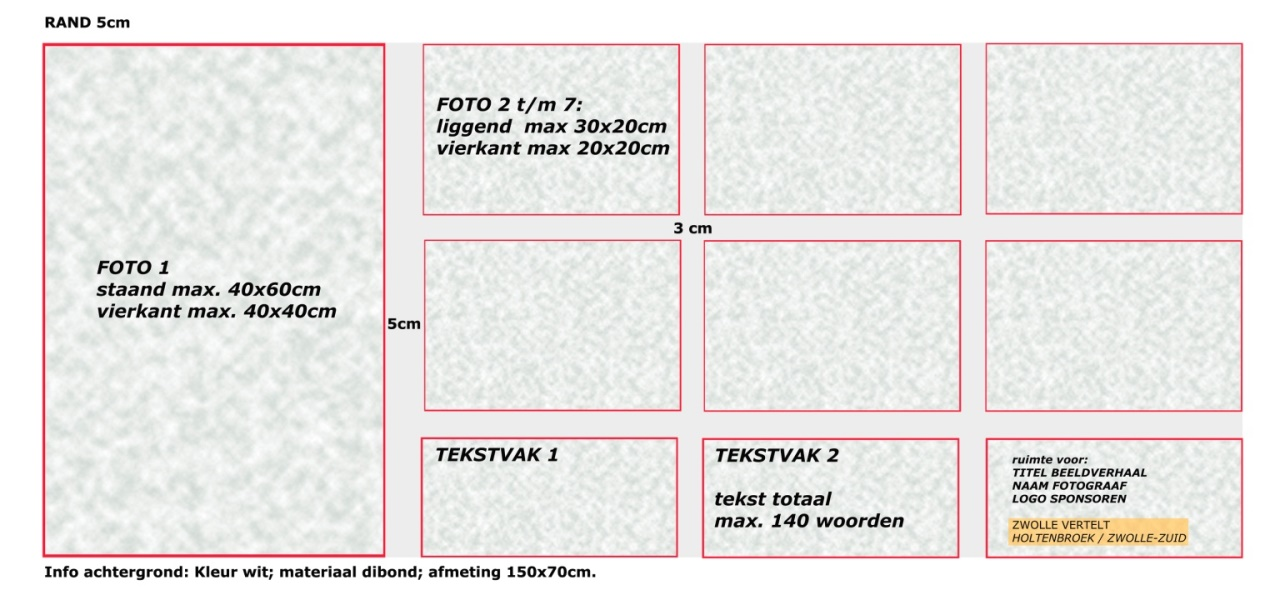 RAND 5cm
FOTO 1
staand max. 40x60cm
vierkant max. 40x40cm
5cm
FOTO 2 t/m 7:
liggend  max 30x20cm
vierkant max 20x20cm
3 cm
TEKSTVAK 1
TEKSTVAK 2
tekst totaal
max. 140 woorden
ruimte voor:
TITEL BEELDVERHAAL
NAAM FOTOGRAAF
LOGO SPONSOREN
ZWOLLE VERTELT
HOLTENBROEK / ZWOLLE-ZUID
Info achtergrond: Kleur wit; materiaal dibond; afmeting 150x70cm.